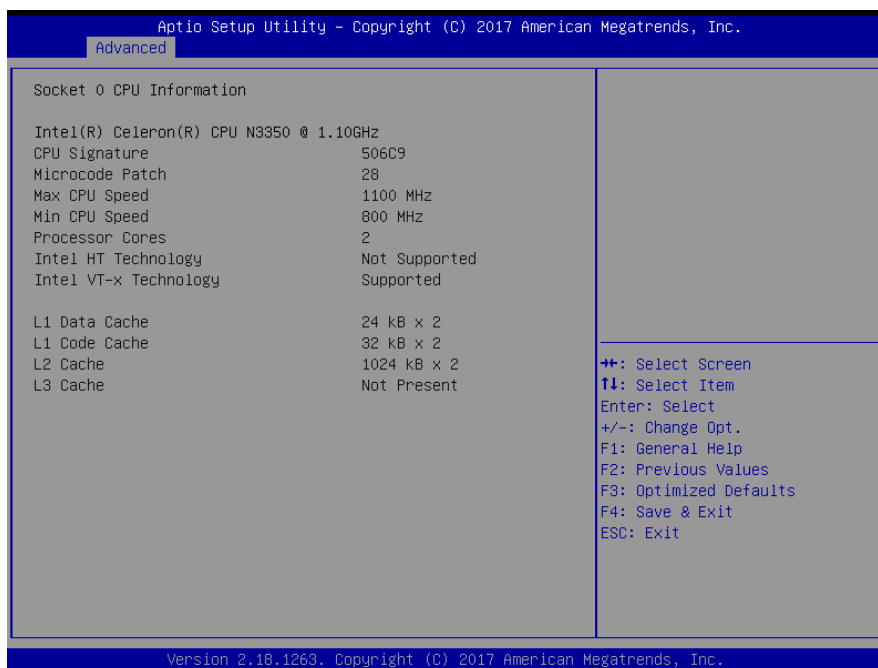 Aptio Setup Utility – Copyright (C) 2017 American Megatrends, Inc.
Advanced
Socket 0 CPU Information
Intel(R) Celeron(R) CPU N3350 @ 1.10GHz
CPU Signature 506C9
Microcode Patch 28
Max CPU Speed 1100 MHz
Min CPU Speed 800 MHz
Processor Cores 2
Intel HT Technology Not Supported
Intel VT-x Technology Supported
L1 Data Cache 24 kB x 2
L1 Code Cache 32 kB x 2
L2 Cache 1024 kB x 2
L3 Cache Not Present
→←: Select Screen
↑↓: Select Item
Enter: Select
+/-: Change Opt.
F1: General Help
F2: Previous Values
F3: Optimized Defaults
F4: Save & Exit
ESC: Exit
Version 2.18.1263. Copyright (C) 2017 American Megatrends, Inc.